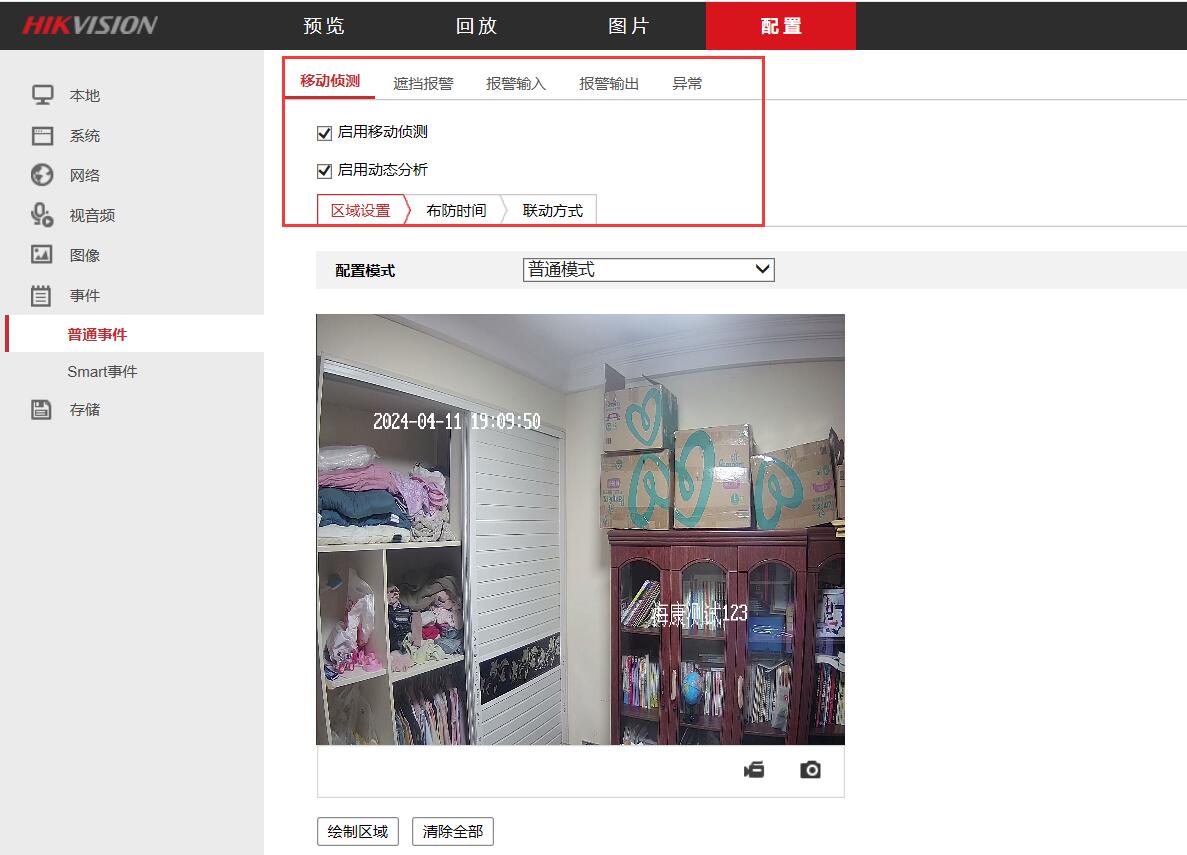 HIKVISION 预览 回放 图片 配置
本地
系统
网络
视音频
图像
事件
普通事件
Smart事件
存储
移动侦测 遮挡报警 报警输入 报警输出 异常
启用移动侦测
启用动态分析
区域设置 布防时间 联动方式
配置模式 普通模式
2024-04-11 19:09:50
海康测试123
绘制区域 清除全部